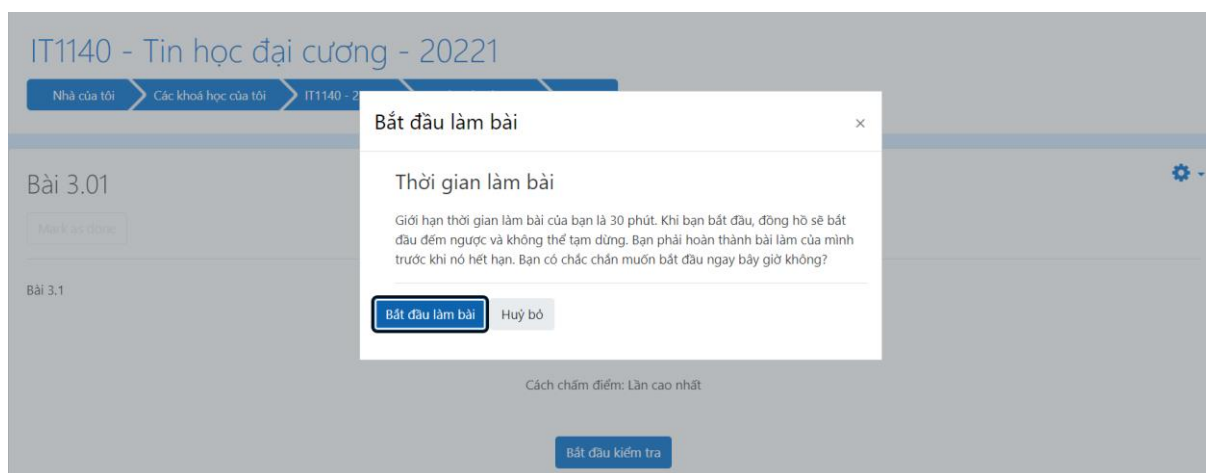 IT1140 - Tin học đại cương - 20221
Nhà của tôi
Các khoá học của tôi
IT1140 - 2
Bắt đầu làm bài
×
Bài 3.01
Mark as done
Thời gian làm bài
Giới hạn thời gian làm bài của bạn là 30 phút. Khi bạn bắt đầu, đồng hồ sẽ bắt
đầu đếm ngược và không thể tạm dừng. Bạn phải hoàn thành bài làm của mình
trước khi nó hết hạn. Bạn có chắc chắn muốn bắt đầu ngay bây giờ không?
Bài 3.1
Bắt đầu làm bài
Huỷ bỏ
Cách chấm điểm: Lần cao nhất
Bắt đầu kiểm tra